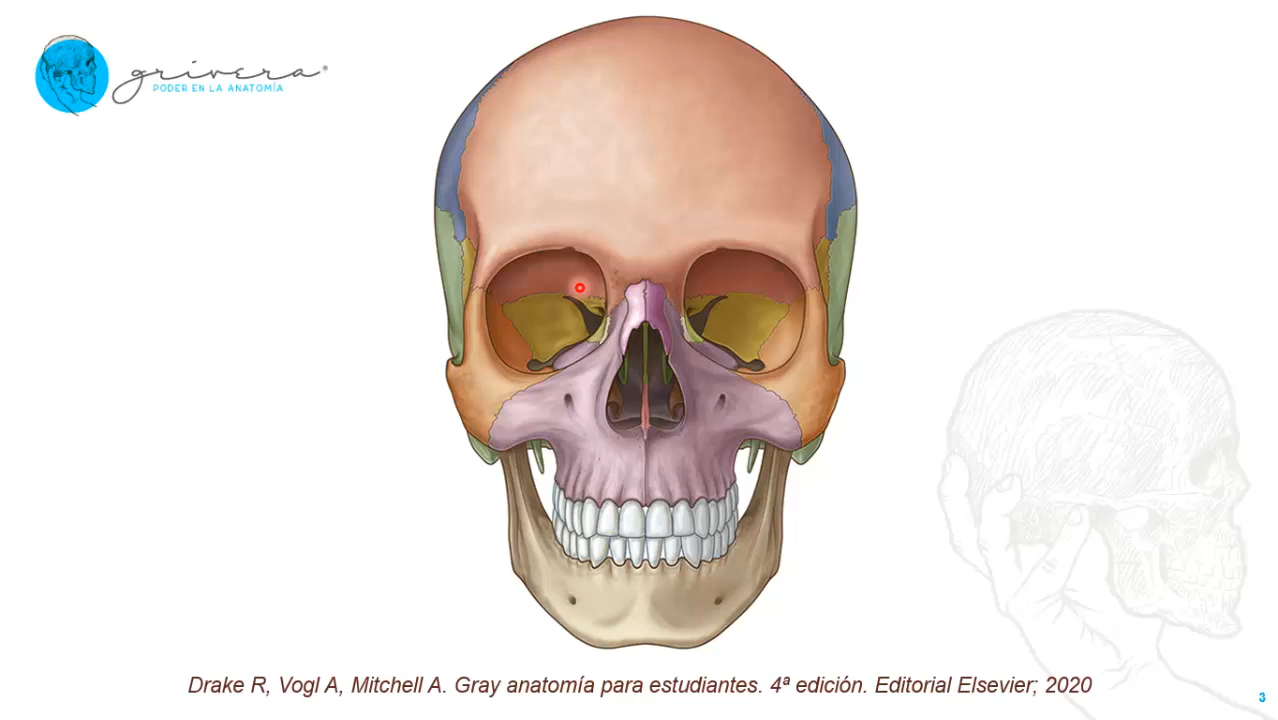 grivera®
PODER EN LA ANATOMÍA
Drake R, Vogl A, Mitchell A. Gray anatomía para estudiantes. 4ª edición. Editorial Elsevier; 2020
3